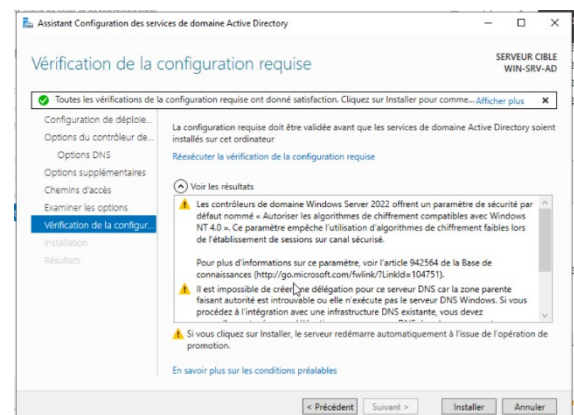 Assistant Configuration des services de domaine Active Directory
Vérification de la configuration requise
SERVEUR CIBLE
WIN-SRV-AD
Toutes les vérifications de la configuration requise ont donné satisfaction. Cliquez sur Installer pour comme... Afficher plus
Configuration de déploie...
Options du contrôleur de...
Options DNS
Options supplémentaires
Chemins d'accès
Examiner les options
Vérification de la configur...
Installation
Résultats
La configuration requise doit être validée avant que les services de domaine Active Directory soient
installés sur cet ordinateur
Réexécuter la vérification de la configuration requise
Voir les résultats
Les contrôleurs de domaine Windows Server 2022 offrent un paramètre de sécurité par
défaut nommé « Autoriser les algorithmes de chiffrement compatibles avec Windows
NT 4.0 ». Ce paramètre empêche l'utilisation d'algorithmes de chiffrement faibles lors
de l'établissement de sessions sur canal sécurisé.
Pour plus d'informations sur ce paramètre, voir l'article 942564 de la Base de
connaissances (http://go.microsoft.com/fwlink/?LinkId=104751).
Il est impossible de créer une délégation pour ce serveur DNS car la zone parente
faisant autorité est introuvable ou elle n'exécute pas le serveur DNS Windows. Si vous
procédez à l'intégration avec une infrastructure DNS existante, vous devez
Si vous cliquez sur Installer, le serveur redémarre automatiquement à l'issue de l'opération de
promotion.
En savoir plus sur les conditions préalables
< Précédent
Suivant >
Installer
Annuler